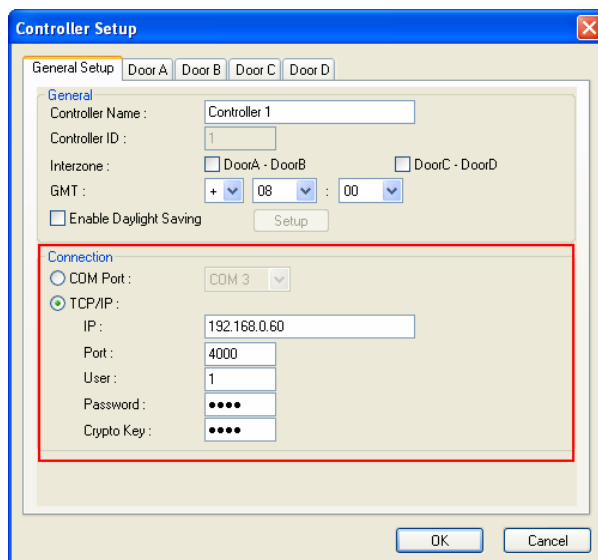 Controller Setup
General Setup Door A Door B Door C Door D
General
Controller Name : Controller 1
Controller ID : 1
Interzone : DoorA - DoorB DoorC - DoorD
GMT : + 08 : 00
Enable Daylight Saving Setup
Connection
COM Port : COM 3
TCP/IP :
IP : 192.168.0.60
Port : 4000
User : 1
Password : ●●●●
Crypto Key : ●●●●
OK Cancel